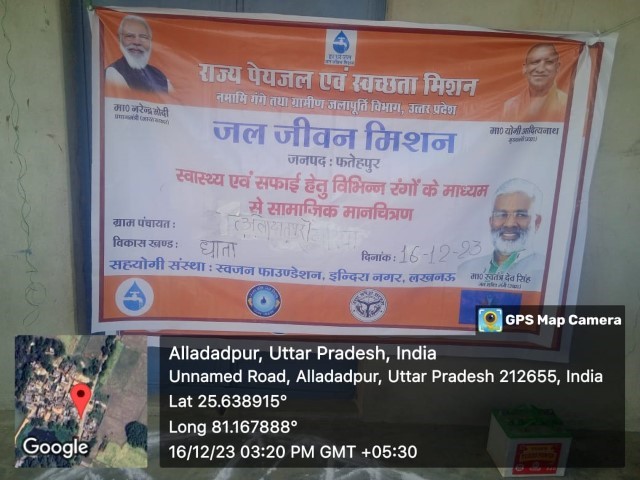 राज्य पेयजल एवं स्वच्छता मिशन
नमामि गंगे तथा ग्रामीण जलापूर्ति विभाग, उत्तर प्रदेश
मा० नरेन्द्र मोदी
मा० योगी आदित्यनाथ
जल जीवन मिशन
जनपद : फतेहपुर
स्वास्थ्य एवं सफाई हेतु विभिन्न रंगों के माध्यम
से सामाजिक मानचित्रण
ग्राम पंचायत :
विकास खण्ड : धाता
दिनांक : 16-12-23
सहयोगी संस्था : स्वजन फाउण्डेशन, इन्दिरा नगर, लखनऊ
मा० स्वतंत्र देव सिंह
GPS Map Camera
Alladadpur, Uttar Pradesh, India
Unnamed Road, Alladadpur, Uttar Pradesh 212655, India
Lat 25.638915°
Long 81.167888°
16/12/23 03:20 PM GMT +05:30
Google